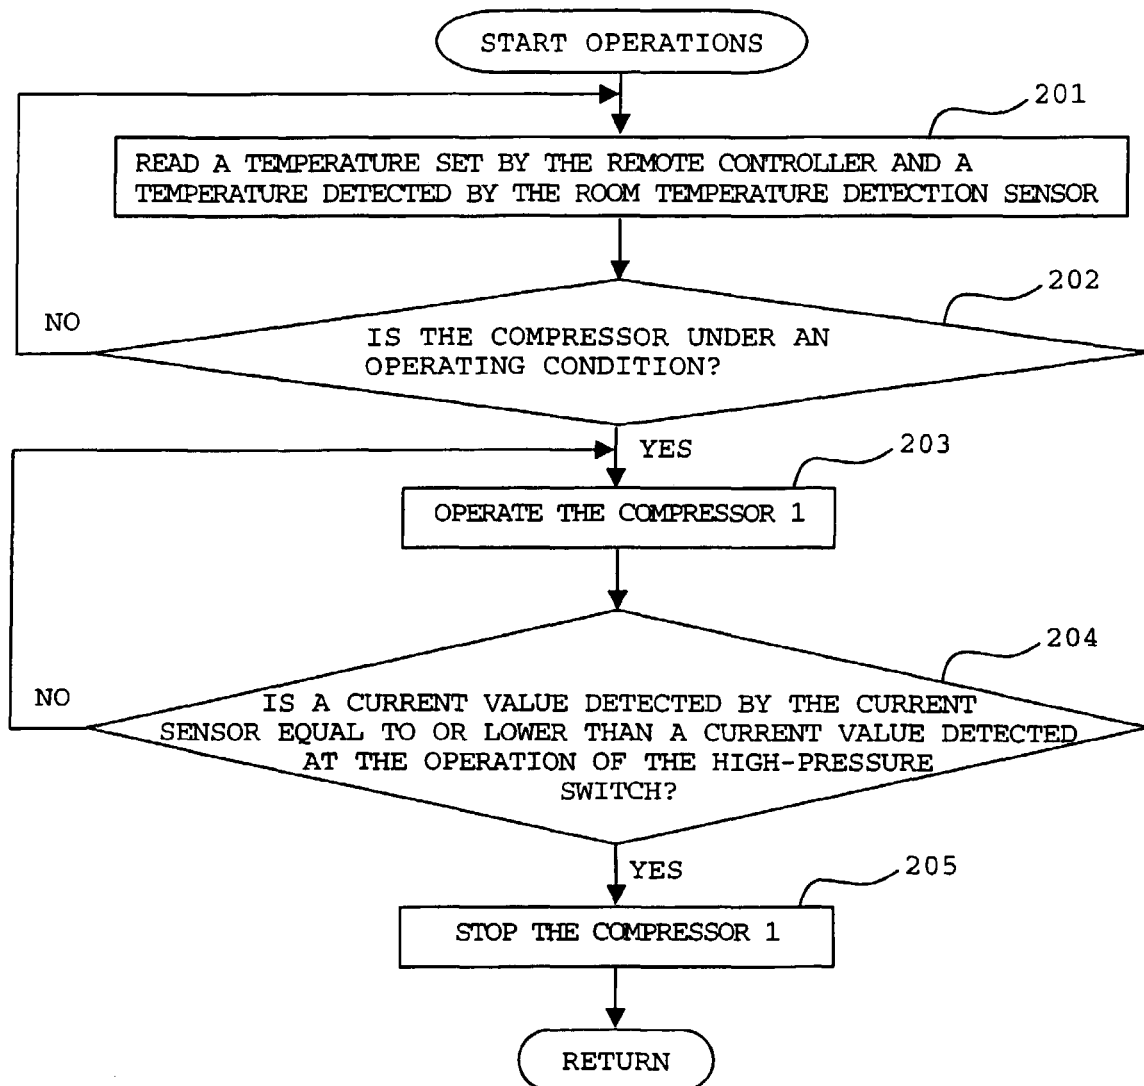 START OPERATIONS
201
READ A TEMPERATURE SET BY THE REMOTE CONTROLLER AND A
TEMPERATURE DETECTED BY THE ROOM TEMPERATURE DETECTION SENSOR
202
NO
IS THE COMPRESSOR UNDER AN
OPERATING CONDITION?
YES
203
OPERATE THE COMPRESSOR 1
204
NO
IS A CURRENT VALUE DETECTED BY THE CURRENT
SENSOR EQUAL TO OR LOWER THAN A CURRENT VALUE DETECTED
AT THE OPERATION OF THE HIGH-PRESSURE
SWITCH?
YES
205
STOP THE COMPRESSOR 1
RETURN